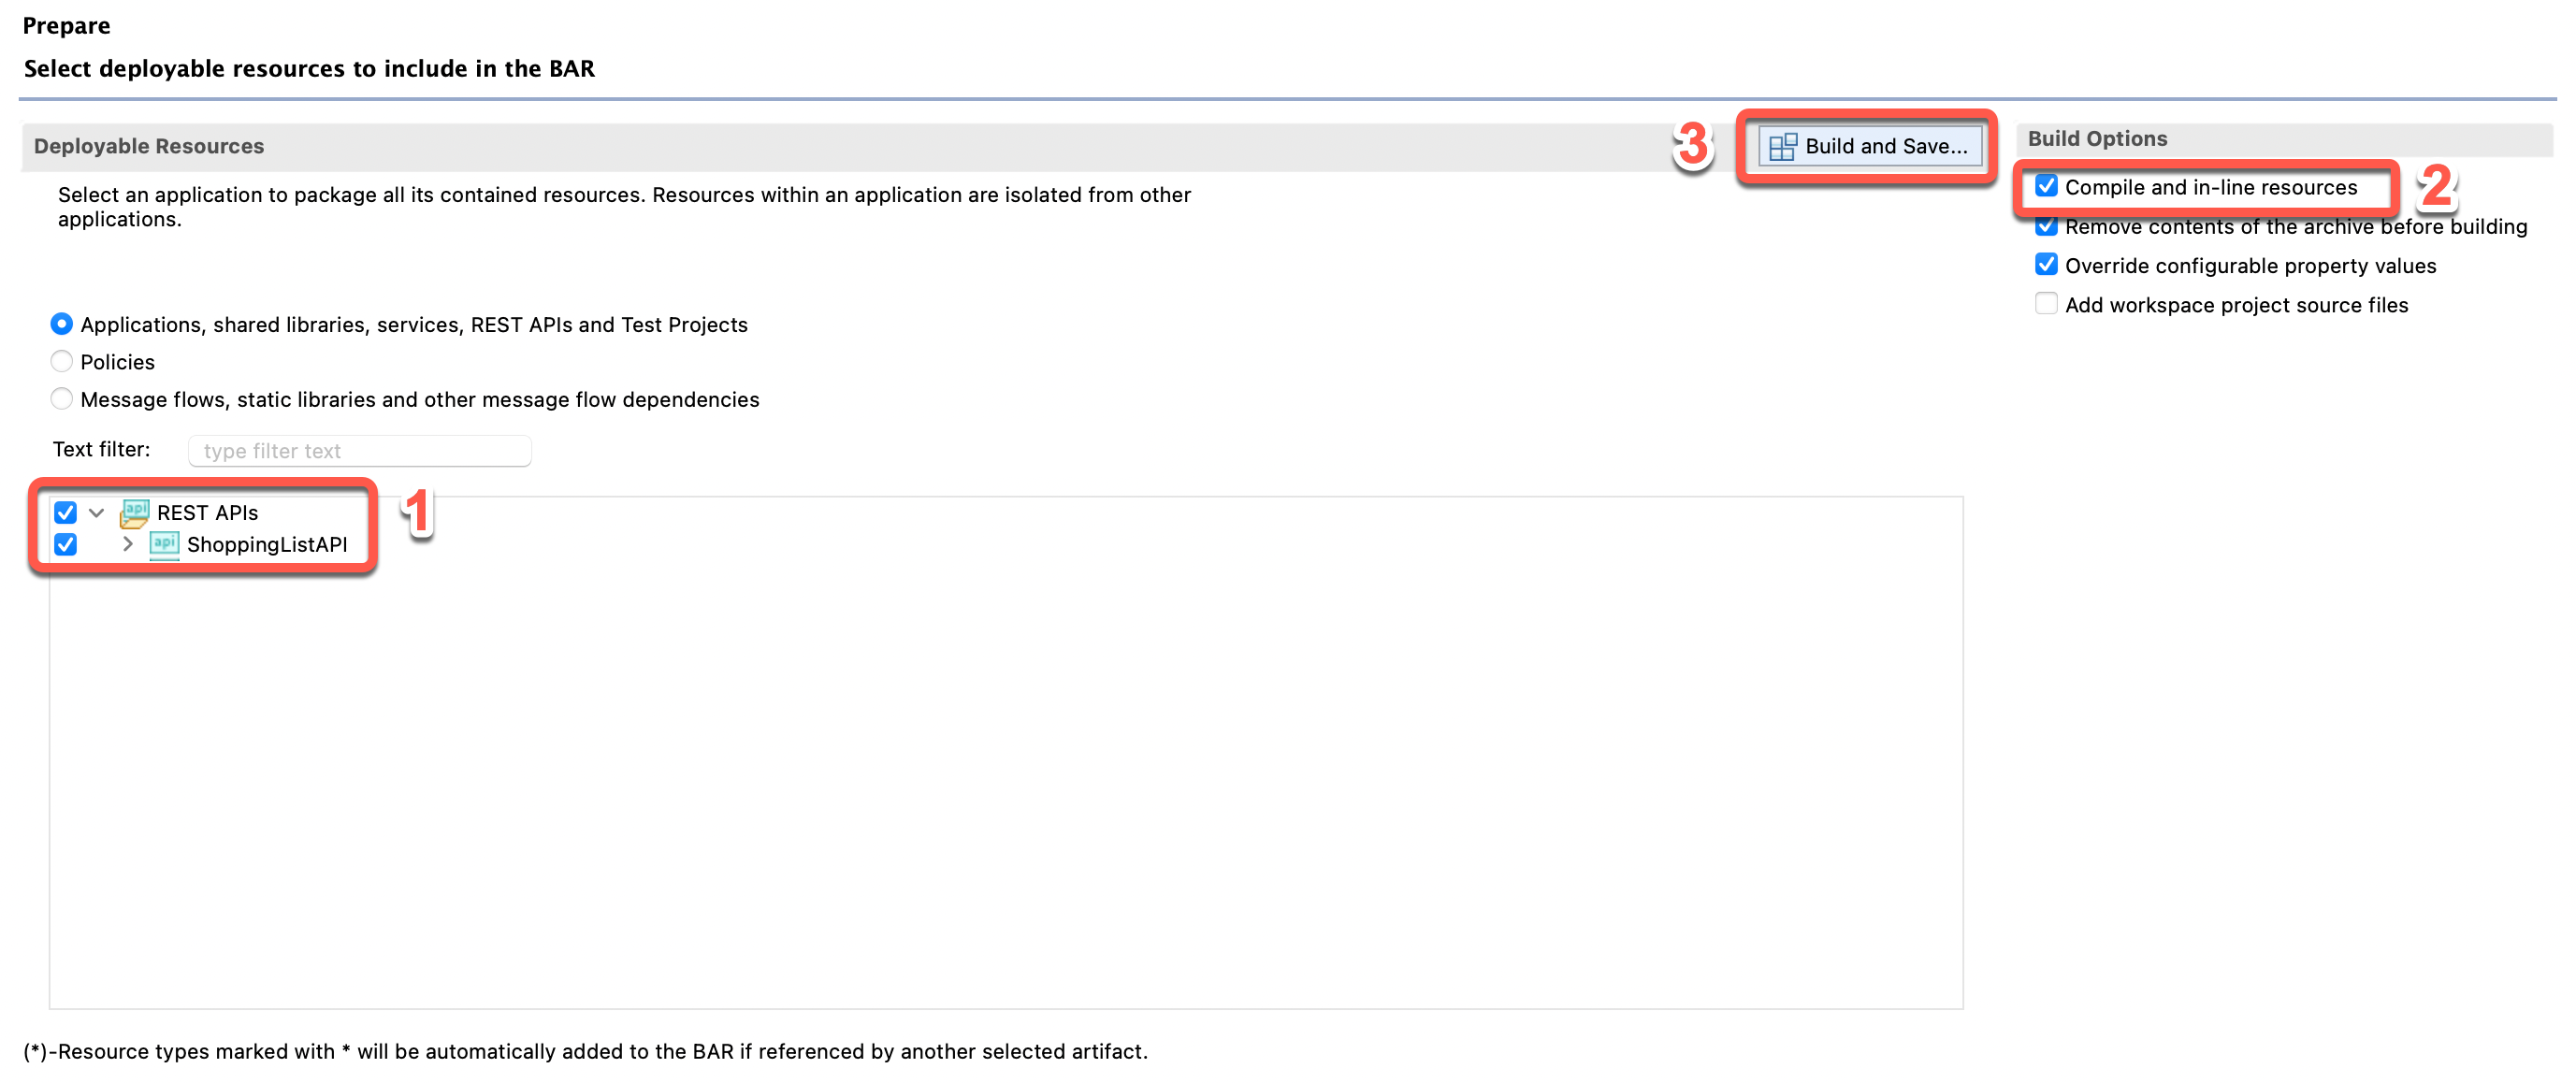 Prepare
Select deployable resources to include in the BAR
Deployable Resources
3
Build and Save...
Build Options
Select an application to package all its contained resources. Resources within an application are isolated from other
applications.
Compile and in-line resources
2
Remove contents of the archive before building
Override configurable property values
Add workspace project source files
Applications, shared libraries, services, REST APIs and Test Projects
Policies
Message flows, static libraries and other message flow dependencies
Text filter:
type filter text
api
REST APIs
1
api
ShoppingListAPI
(*)-Resource types marked with * will be automatically added to the BAR if referenced by another selected artifact.